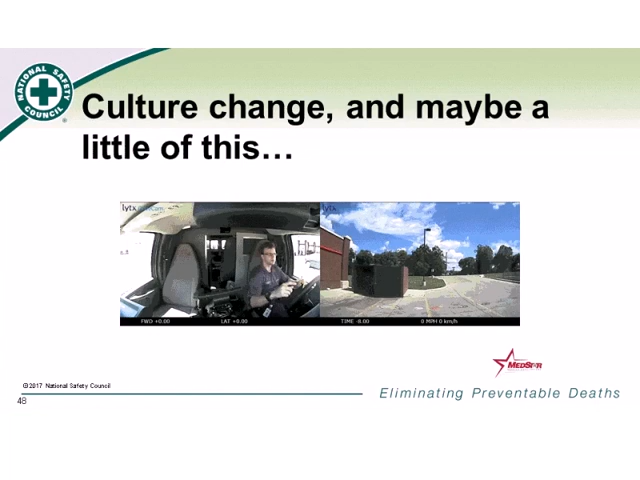 NATIONAL SAFETY
COUNCIL
®
Culture change, and maybe a
little of this…
lytx
lytx
FWD +0.00 LAT +0.00 TIME -8.00 0 MPH 0 km/h
MEDSTAR
©2017 National Safety Council
48
Eliminating Preventable Deaths